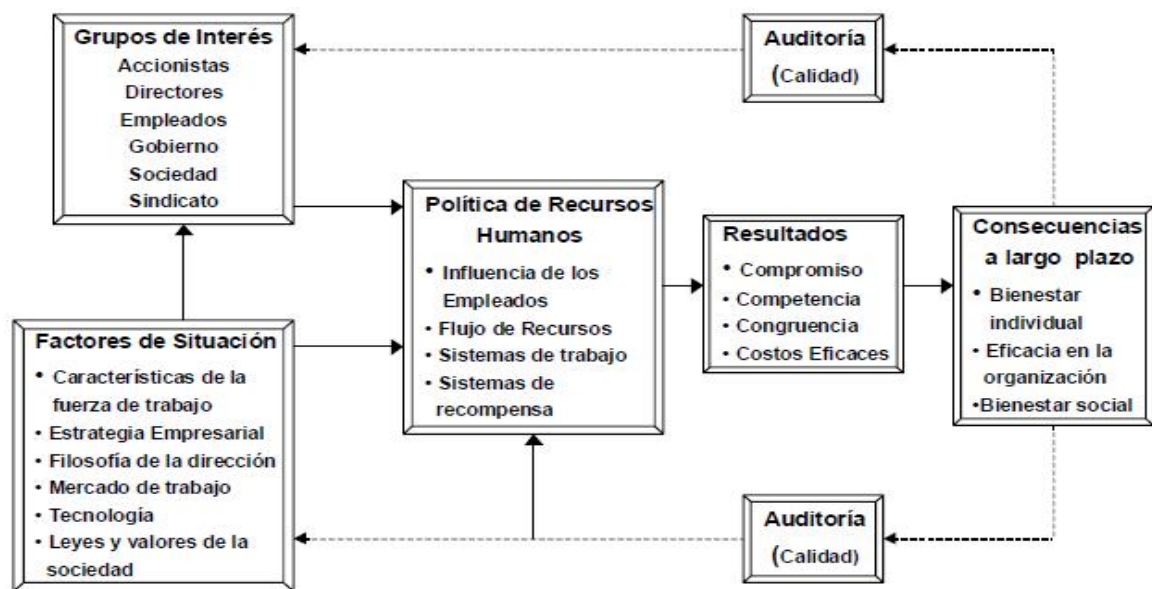 Grupos de Interés
Accionistas
Directores
Empleados
Gobierno
Sociedad
Sindicato
Auditoría
(Calidad)
Factores de Situación
• Características de la
fuerza de trabajo
• Estrategia Empresarial
• Filosofía de la dirección
• Mercado de trabajo
• Tecnología
• Leyes y valores de la
sociedad
Política de Recursos
Humanos
• Influencia de los
Empleados
• Flujo de Recursos
• Sistemas de trabajo
• Sistemas de
recompensa
Resultados
• Compromiso
• Competencia
• Congruencia
• Costos Eficaces
Consecuencias
a largo plazo
• Bienestar
individual
• Eficacia en la
organización
•Bienestar social
Auditoría
(Calidad)